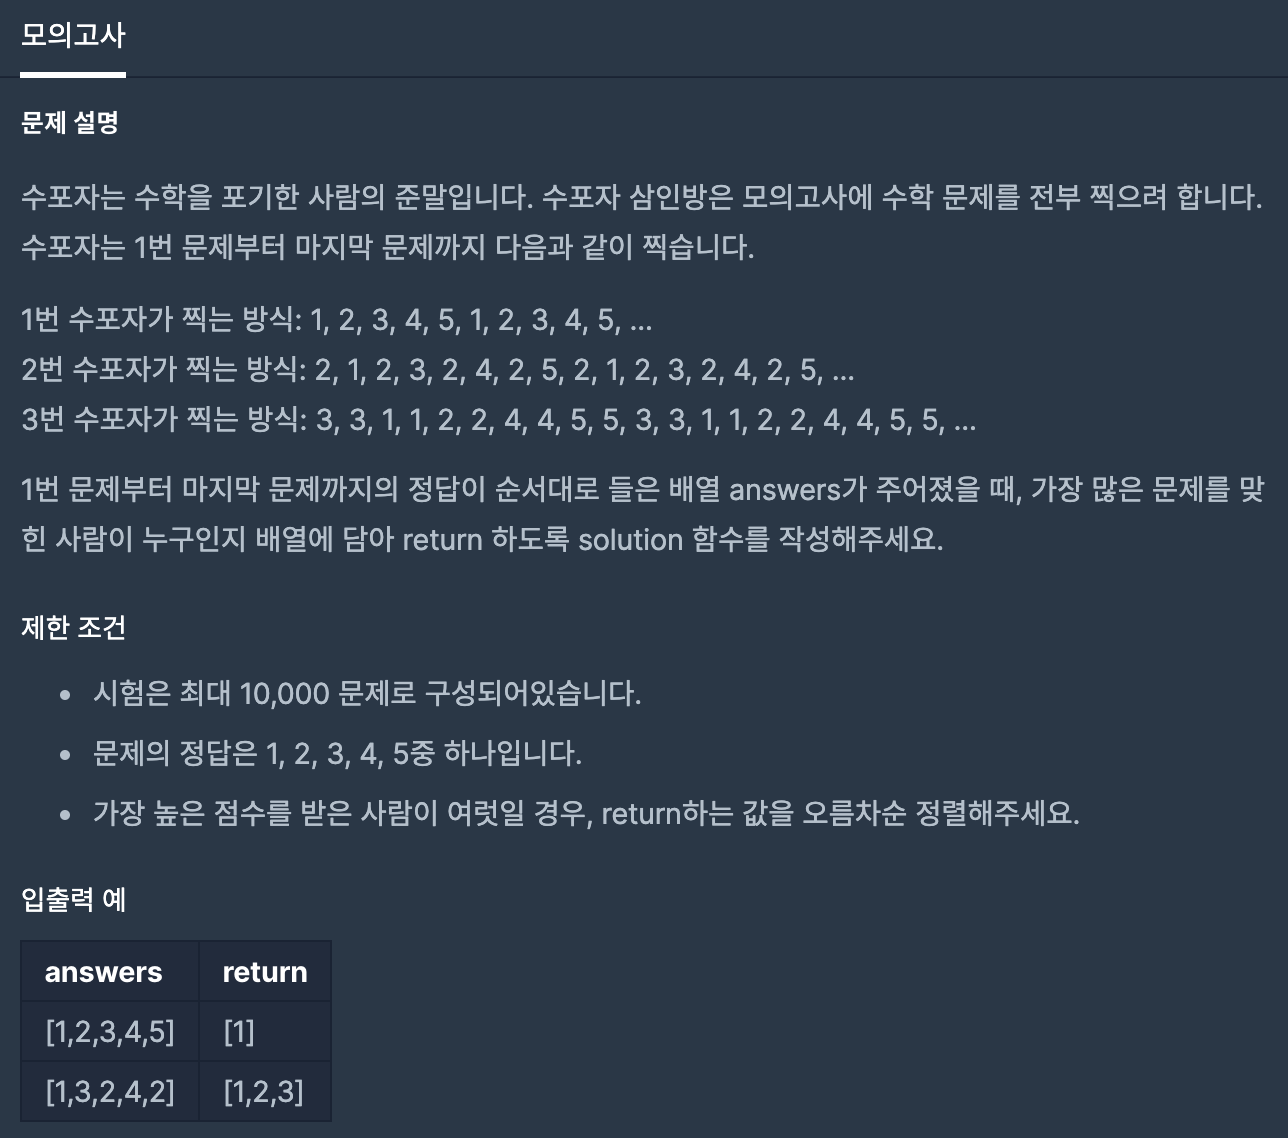 모의고사
문제 설명
수포자는 수학을 포기한 사람의 준말입니다. 수포자 삼인방은 모의고사에 수학 문제를 전부 찍으려 합니다.
수포자는 1번 문제부터 마지막 문제까지 다음과 같이 찍습니다.
1번 수포자가 찍는 방식: 1, 2, 3, 4, 5, 1, 2, 3, 4, 5, ...
2번 수포자가 찍는 방식: 2, 1, 2, 3, 2, 4, 2, 5, 2, 1, 2, 3, 2, 4, 2, 5, ...
3번 수포자가 찍는 방식: 3, 3, 1, 1, 2, 2, 4, 4, 5, 5, 3, 3, 1, 1, 2, 2, 4, 4, 5, 5, ...
1번 문제부터 마지막 문제까지의 정답이 순서대로 들은 배열 answers가 주어졌을 때, 가장 많은 문제를 맞
힌 사람이 누구인지 배열에 담아 return 하도록 solution 함수를 작성해주세요.
제한 조건
• 시험은 최대 10,000 문제로 구성되어있습니다.
• 문제의 정답은 1, 2, 3, 4, 5중 하나입니다.
• 가장 높은 점수를 받은 사람이 여럿일 경우, return하는 값을 오름차순 정렬해주세요.
입출력 예
answers return
[1,2,3,4,5] [1]
[1,3,2,4,2] [1,2,3]